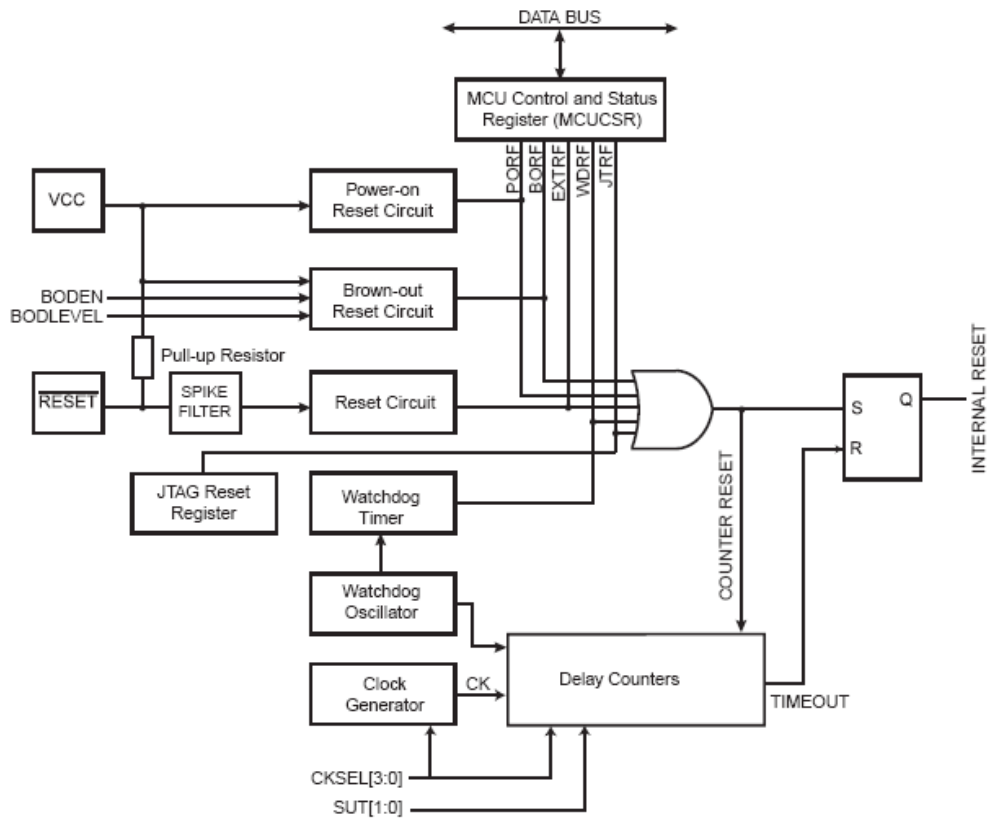 DATA BUS
MCU Control and Status
Register (MCUCSR)
PORF
BORF
EXTRF
WDRF
JTRF
VCC
Power-on
Reset Circuit
BODEN
BODLEVEL
Brown-out
Reset Circuit
Pull-up Resistor
RESET
SPIKE
FILTER
Reset Circuit
S
Q
R
INTERNAL RESET
JTAG Reset
Register
Watchdog
Timer
COUNTER RESET
Watchdog
Oscillator
Clock
Generator
CK
Delay Counters
TIMEOUT
CKSEL[3:0]
SUT[1:0]